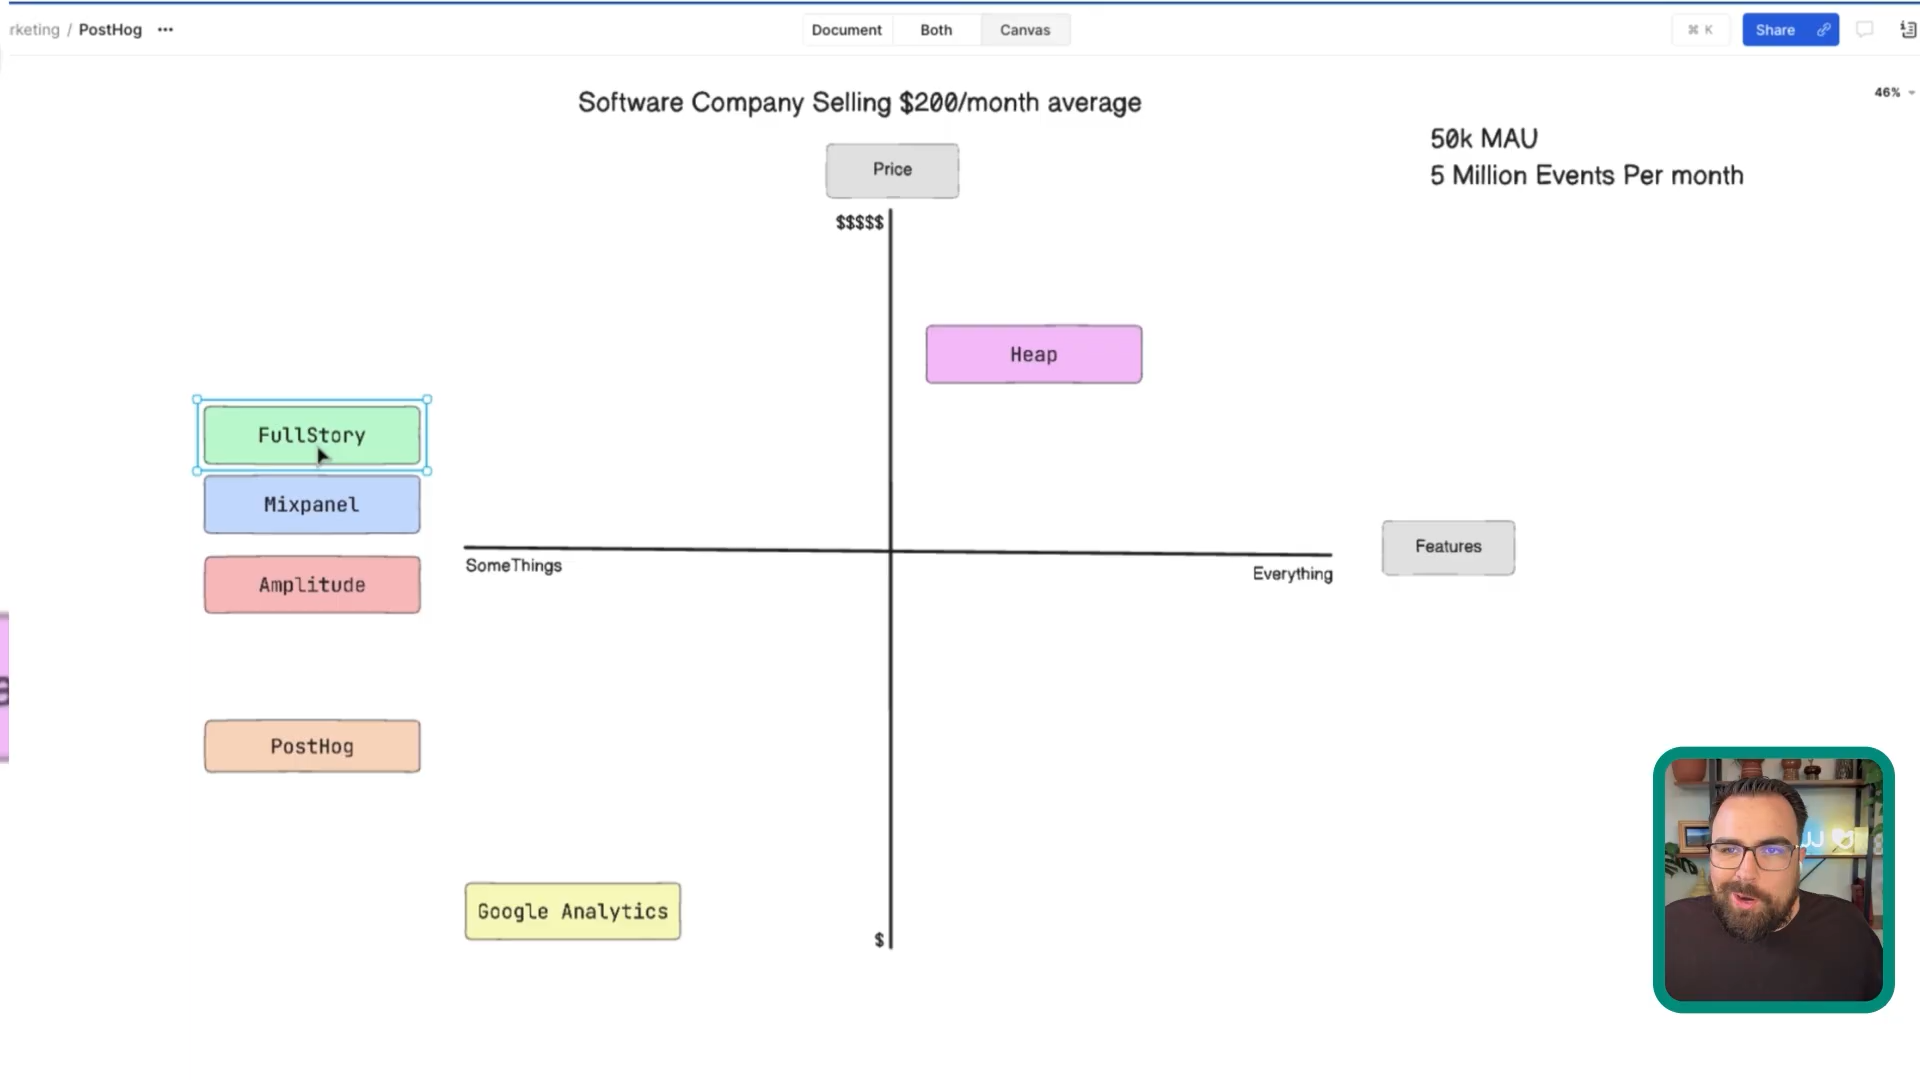 rketing / PostHog
Document
Both
Canvas
⌘ K
Share
46%
Software Company Selling $200/month average
50k MAU
5 Million Events Per month
Price
$$$$$
Heap
FullStory
Mixpanel
Amplitude
SomeThings
Everything
Features
PostHog
Google Analytics
$